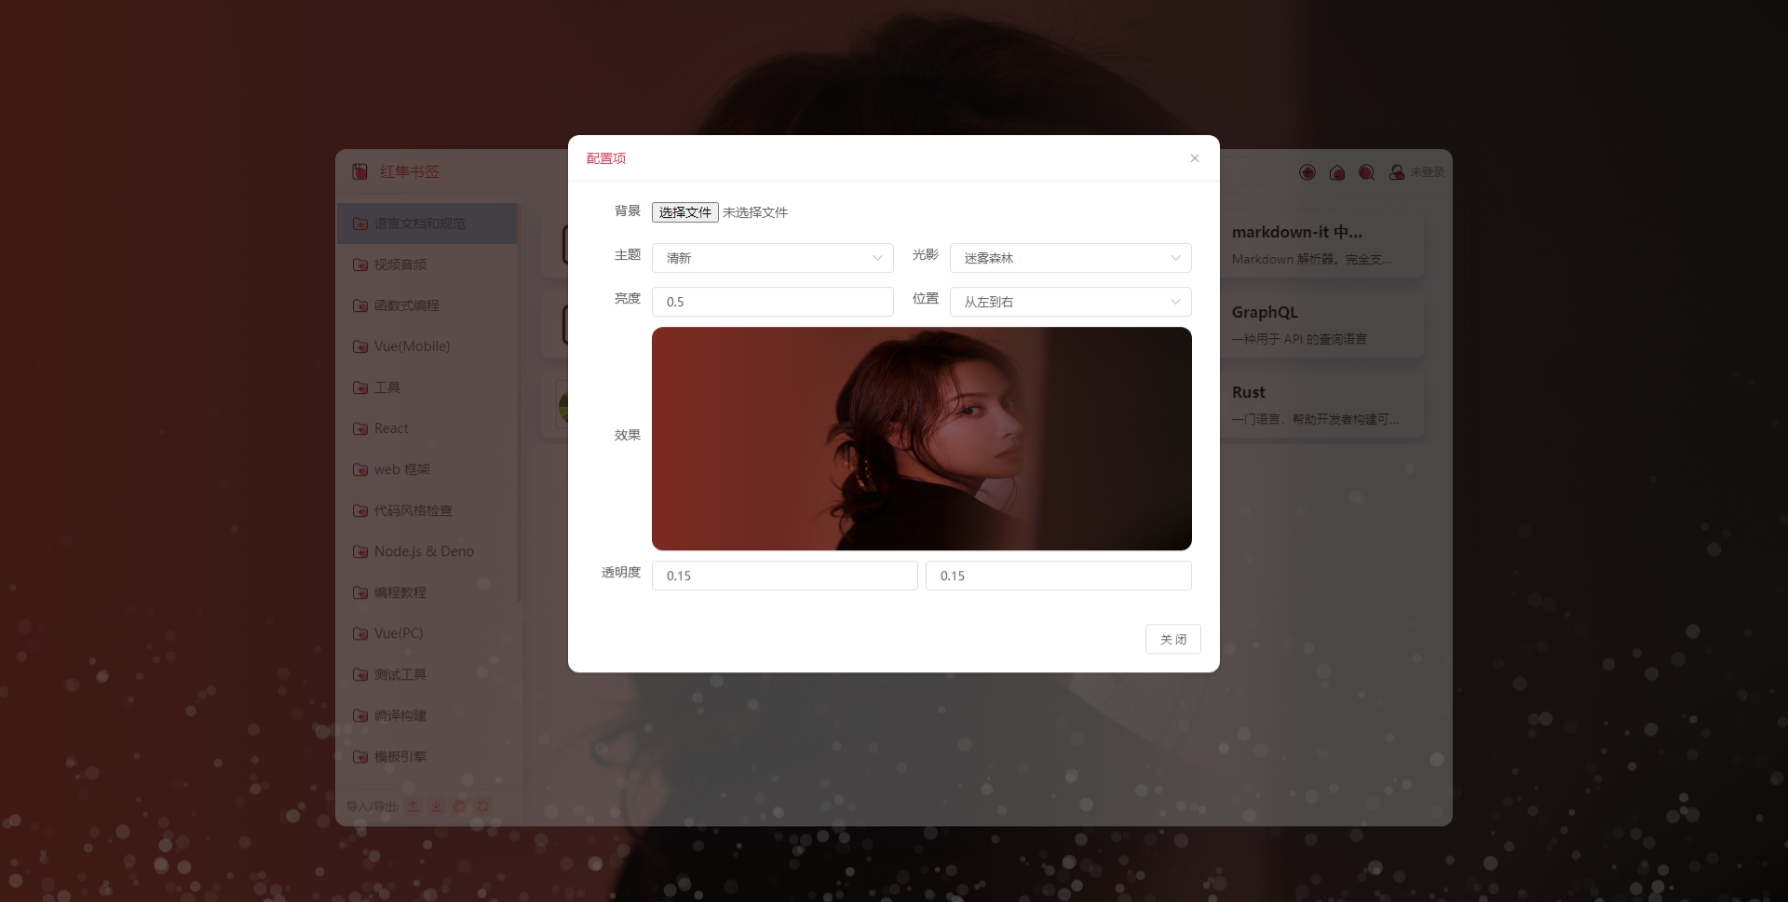 红隼书签
未登录
语言文档和规范
视频音频
函数式编程
Vue(Mobile)
工具
React
web 框架
代码风格检查
Node.js & Deno
编程教程
Vue(PC)
测试工具
编译构建
模板引擎
导入/导出:
配置项
背景
选择文件 未选择文件
主题
清新
光影
迷雾森林
亮度
0.5
位置
从左到右
效果
透明度
0.15
0.15
关 闭
markdown-it 中...
Markdown 解析器。完全支...
GraphQL
一种用于 API 的查询语言
Rust
一门语言，帮助开发者构建可...